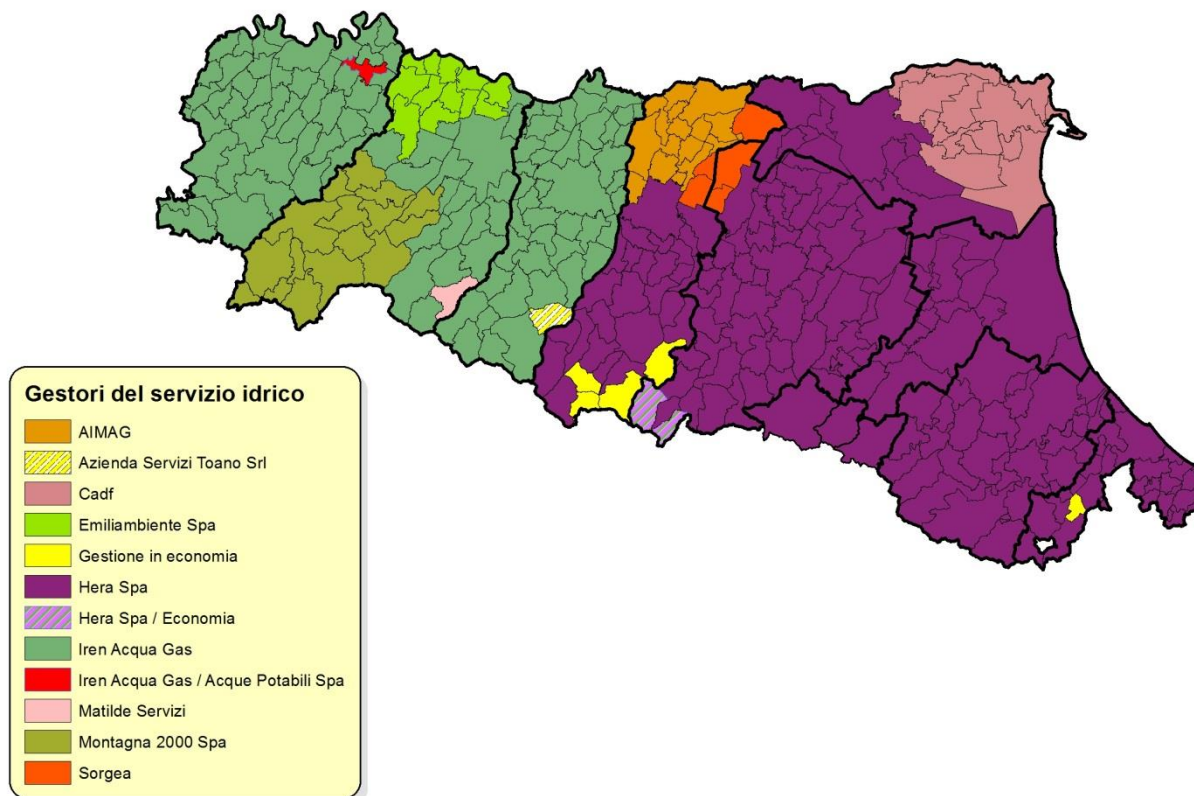 Gestori del servizio idrico
AIMAG
Azienda Servizi Toano Srl
Cadf
Emiliambiente Spa
Gestione in economia
Hera Spa
Hera Spa / Economia
Iren Acqua Gas
Iren Acqua Gas / Acque Potabili Spa
Matilde Servizi
Montagna 2000 Spa
Sorgea